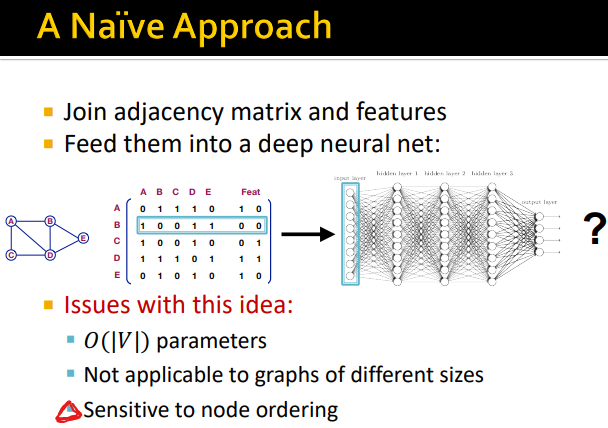 A Naïve Approach
Join adjacency matrix and features
Feed them into a deep neural net:
A B C D E Feat
A 0 1 1 1 0 1 0
B 1 0 0 1 1 0 0
C 1 0 0 1 0 0 1
D 1 1 1 0 1 1 1
E 0 1 0 1 0 1 0
A
B
E
C
D
input layer
hidden layer 1 hidden layer 2 hidden layer 3
output layer
?
Issues with this idea:
O(|V|) parameters
Not applicable to graphs of different sizes
Sensitive to node ordering